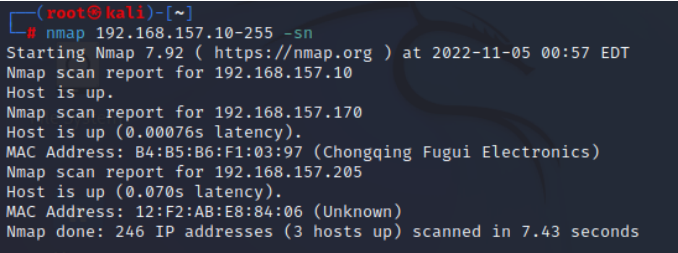 ┌──(root㉿kali)-[~]
└─# nmap 192.168.157.10-255 -sn
Starting Nmap 7.92 ( https://nmap.org ) at 2022-11-05 00:57 EDT
Nmap scan report for 192.168.157.10
Host is up.
Nmap scan report for 192.168.157.170
Host is up (0.00076s latency).
MAC Address: B4:B5:B6:F1:03:97 (Chongqing Fugui Electronics)
Nmap scan report for 192.168.157.205
Host is up (0.070s latency).
MAC Address: 12:F2:AB:E8:84:06 (Unknown)
Nmap done: 246 IP addresses (3 hosts up) scanned in 7.43 seconds